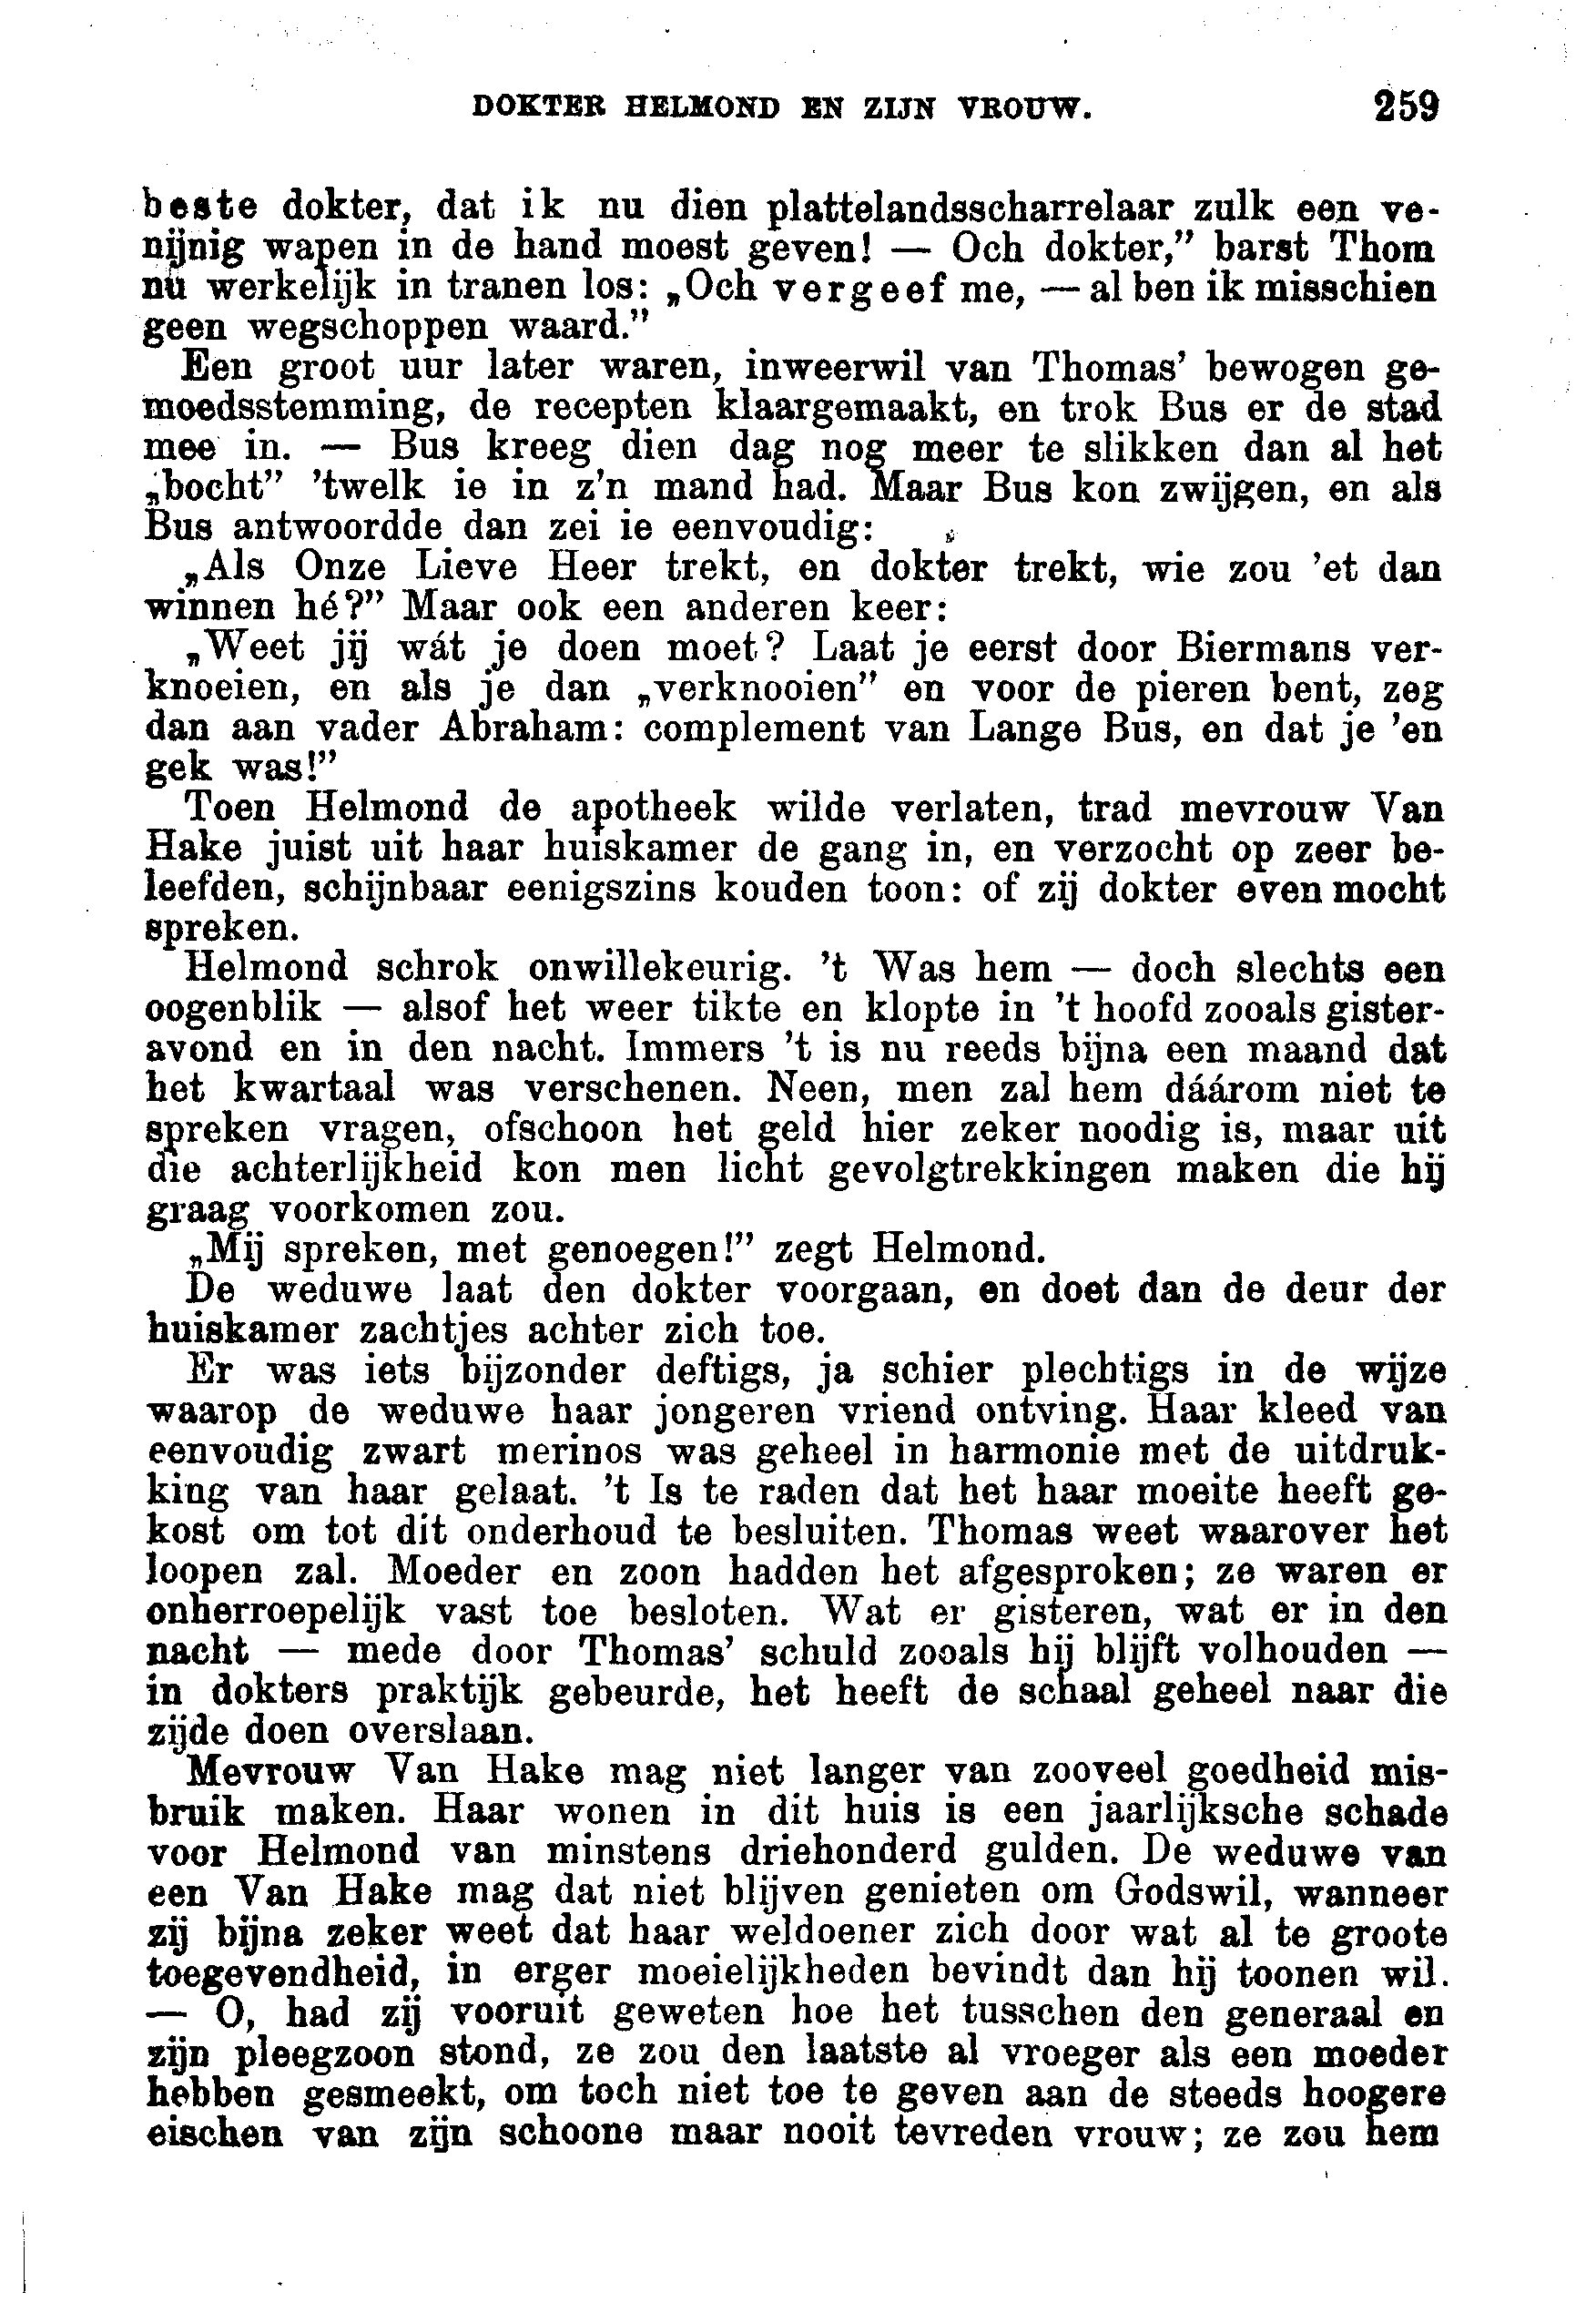 DOKTER HELMOND EN ZIJN VROUW. 259
beste dokter, dat ik nu dien plattelandsscharrelaar zulk een ve-
nijnig wapen in de hand moest geven! — Och dokter,” barst Thom
nu werkelijk in tranen los: „Och vergeef me, — al ben ik misschien
geen wegschoppen waard.”
Een groot uur later waren, inweerwil van Thomas’ bewogen ge-
moedsstemming, de recepten klaargemaakt, en trok Bus er de stad
mee in. — Bus kreeg dien dag nog meer te slikken dan al het
„bocht” ’twelk ie in z’n mand had. Maar Bus kon zwijgen, en als
Bus antwoordde dan zei ie eenvoudig:
„Als Onze Lieve Heer trekt, en dokter trekt, wie zou ’et dan
winnen hé?” Maar ook een anderen keer:
„Weet jij wát je doen moet? Laat je eerst door Biermans ver-
knoeien, en als je dan „verknooien” en voor de pieren bent, zeg
dan aan vader Abraham: complement van Lange Bus, en dat je ’en
gek was!”
Toen Helmond de apotheek wilde verlaten, trad mevrouw Van
Hake juist uit haar huiskamer de gang in, en verzocht op zeer be-
leefden, schijnbaar eenigszins kouden toon: of zij dokter even mocht
spreken.
Helmond schrok onwillekeurig. ’t Was hem — doch slechts een
oogenblik — alsof het weer tikte en klopte in ’t hoofd zooals gister-
avond en in den nacht. Immers ’t is nu reeds bijna een maand dat
het kwartaal was verschenen. Neen, men zal hem dáárom niet te
spreken vragen, ofschoon het geld hier zeker noodig is, maar uit
die achterlijkheid kon men licht gevolgtrekkingen maken die hij
graag voorkomen zou.
„Mij spreken, met genoegen!” zegt Helmond.
De weduwe laat den dokter voorgaan, en doet dan de deur der
huiskamer zachtjes achter zich toe.
Er was iets bijzonder deftigs, ja schier plechtigs in de wijze
waarop de weduwe haar jongeren vriend ontving. Haar kleed van
eenvoudig zwart merinos was geheel in harmonie met de uitdruk-
king van haar gelaat. ’t Is te raden dat het haar moeite heeft ge-
kost om tot dit onderhoud te besluiten. Thomas weet waarover het
loopen zal. Moeder en zoon hadden het afgesproken; ze waren er
onherroepelijk vast toe besloten. Wat er gisteren, wat er in den
nacht — mede door Thomas’ schuld zooals hij blijft volhouden —
in dokters praktijk gebeurde, het heeft de schaal geheel naar die
zijde doen overslaan.
Mevrouw Van Hake mag niet langer van zooveel goedheid mis-
bruik maken. Haar wonen in dit huis is een jaarlijksche schade
voor Helmond van minstens driehonderd gulden. De weduwe van
een Van Hake mag dat niet blijven genieten om Godswil, wanneer
zij bijna zeker weet dat haar weldoener zich door wat al te groote
toegevendheid, in erger moeielijkheden bevindt dan hij toonen wil.
— O, had zij vooruit geweten hoe het tusschen den generaal en
zijn pleegzoon stond, ze zou den laatste al vroeger als een moeder
hebben gesmeekt, om toch niet toe te geven aan de steeds hoogere
eischen van zijn schoone maar nooit tevreden vrouw; ze zou hem